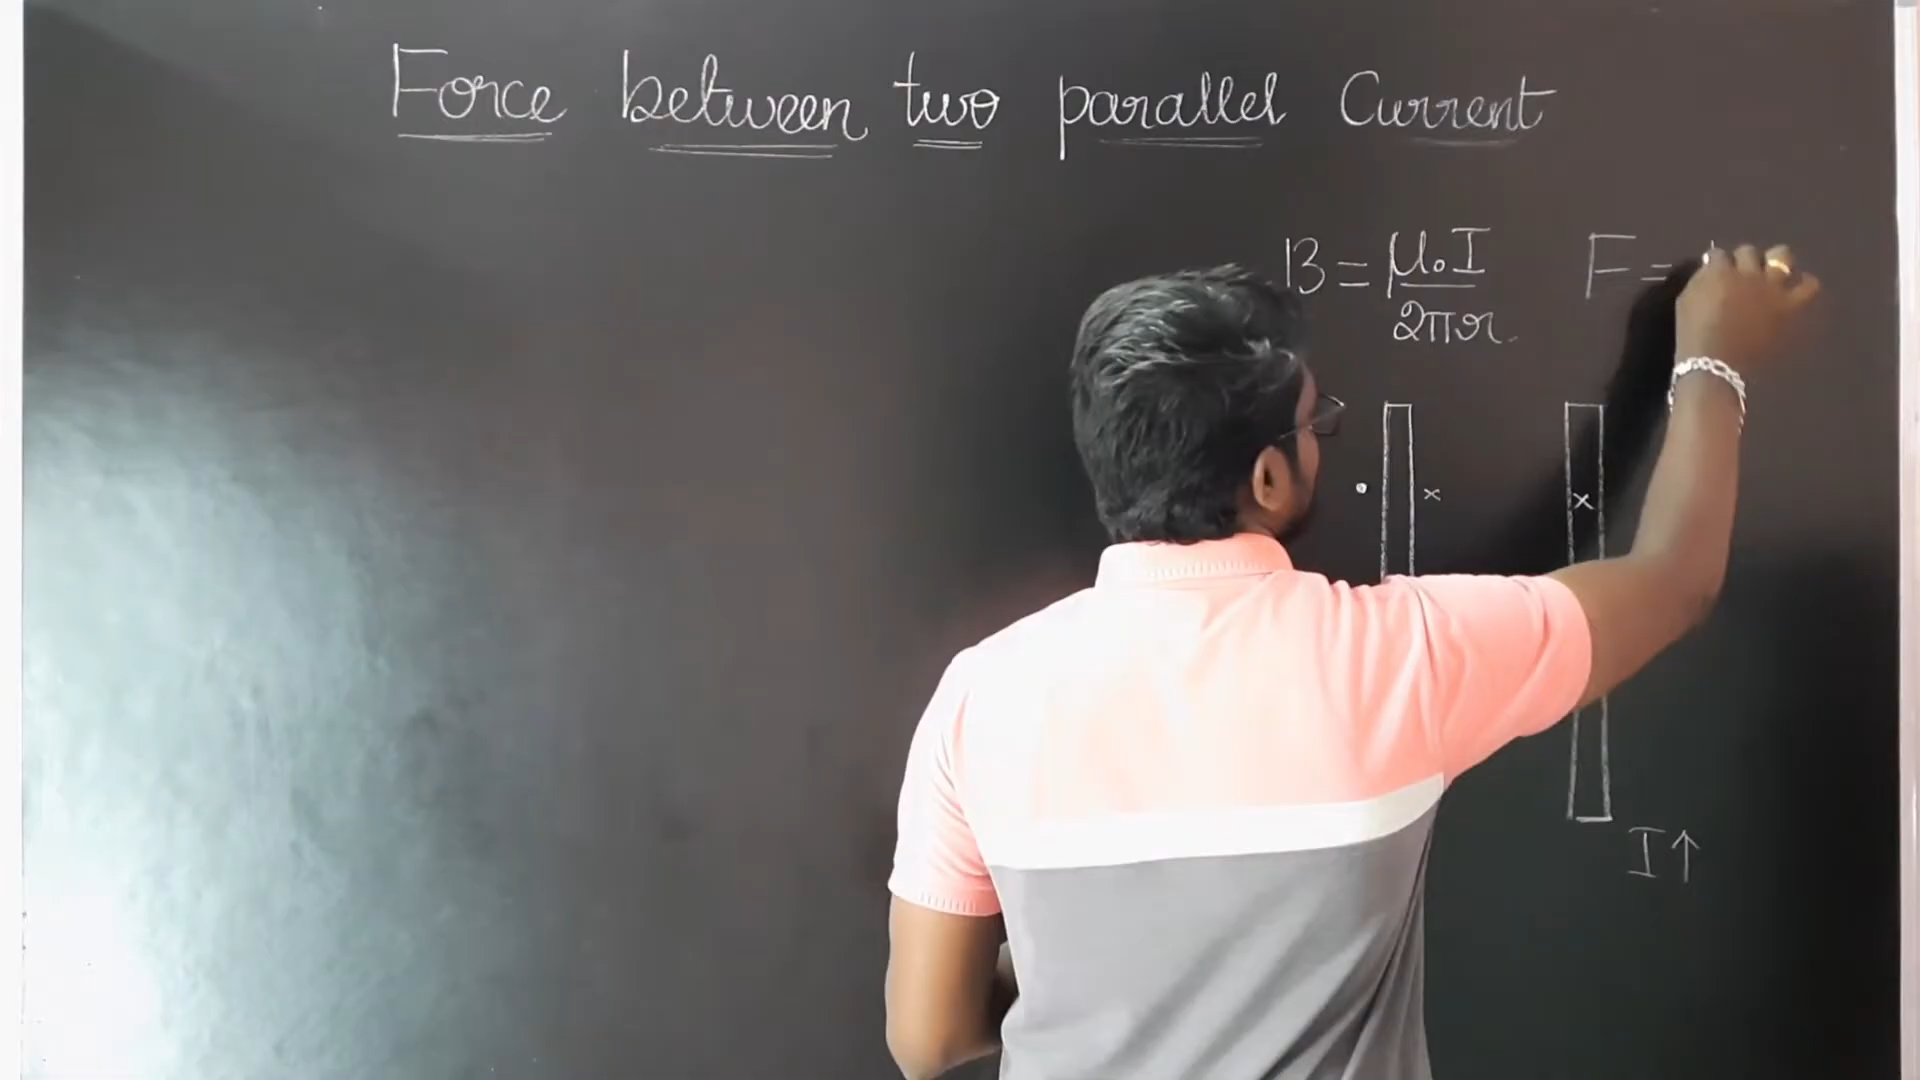 Force between two parallel Current
B = μ₀I / 2πr
F =
x
x
I ↑